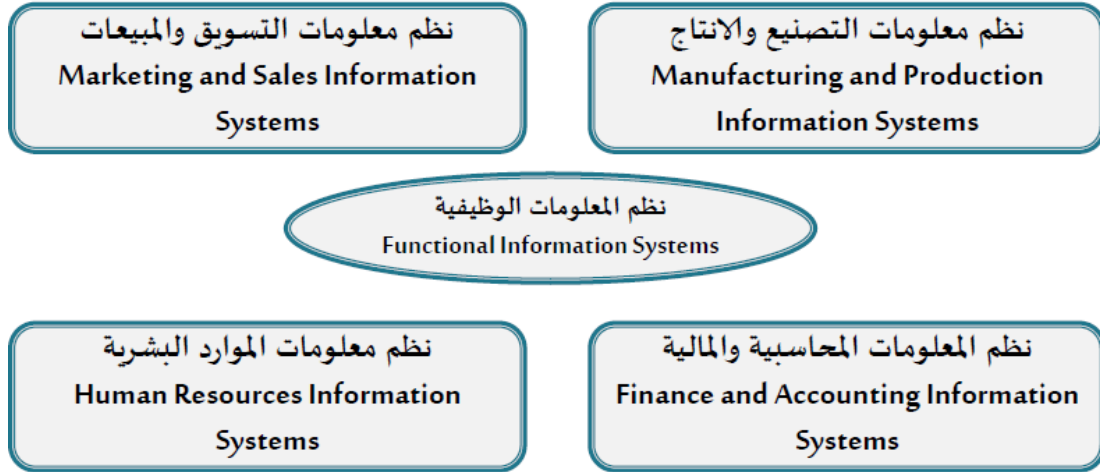 نظم معلومات التسويق والمبيعات
Marketing and Sales Information
Systems
نظم معلومات التصنيع والانتاج
Manufacturing and Production
Information Systems
نظم المعلومات الوظيفية
Functional Information Systems
نظم معلومات الموارد البشرية
Human Resources Information
Systems
نظم المعلومات المحاسبية والمالية
Finance and Accounting Information
Systems